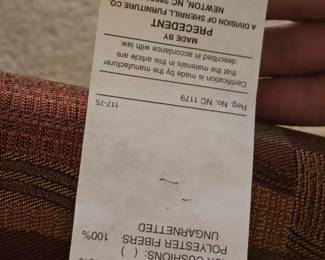 CUSHIONS: ( )
POLYESTER FIBERS 100%
UNGARNETTED
117-75
Reg. No. NC 1179
Certification is made by the manufacturer
that the materials in this article are
described in accordance with law.
MADE BY
PRECEDENT
A DIVISION OF SHERRILL FURNITURE CO
NEWTON, NC